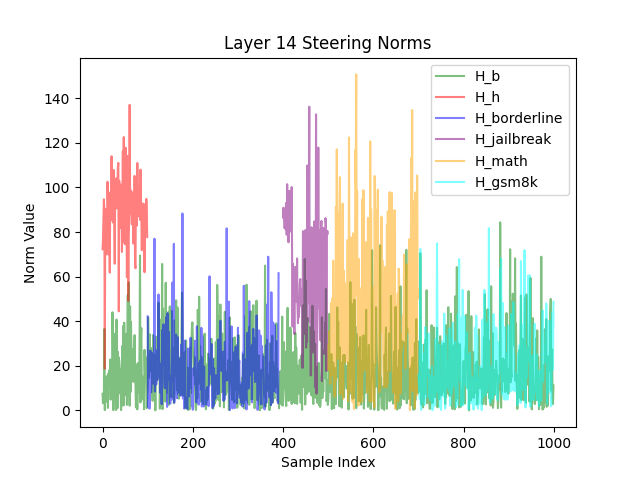 Layer 14 Steering Norms
H_b
H_h
H_borderline
H_jailbreak
H_math
H_gsm8k
Norm Value
140
120
100
80
60
40
20
0
0 200 400 600 800 1000
Sample Index